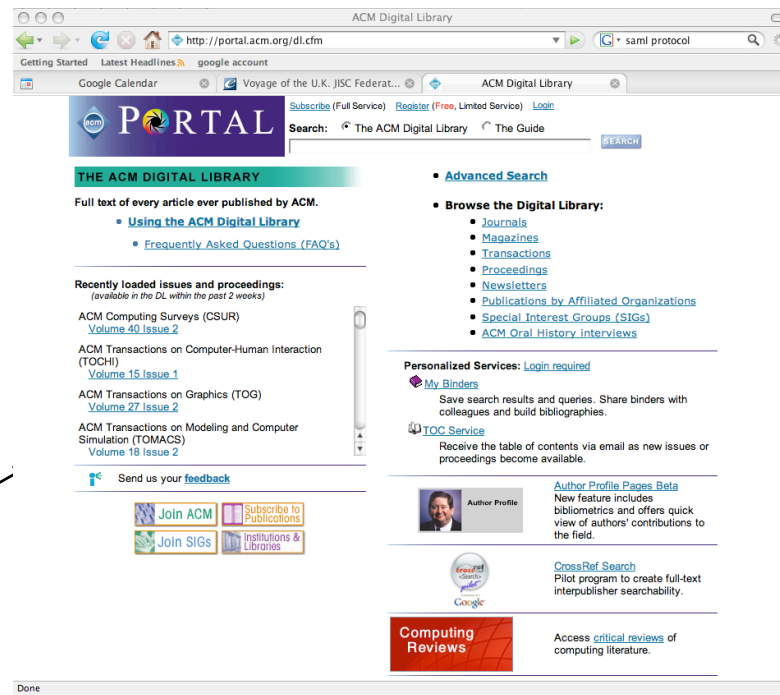 ACM Digital Library
http://portal.acm.org/dl.cfm
G saml protocol
Getting Started Latest Headlines google account
Google Calendar Voyage of the U.K. JISC Federat... ACM Digital Library
acm PORTAL
Subscribe (Full Service) Register (Free, Limited Service) Login
Search: The ACM Digital Library The Guide
SEARCH
THE ACM DIGITAL LIBRARY
Full text of every article ever published by ACM.
Using the ACM Digital Library
Frequently Asked Questions (FAQ's)
Recently loaded issues and proceedings:
(available in the DL within the past 2 weeks)
ACM Computing Surveys (CSUR)
Volume 40 Issue 2
ACM Transactions on Computer-Human Interaction
(TOCHI)
Volume 15 Issue 1
ACM Transactions on Graphics (TOG)
Volume 27 Issue 2
ACM Transactions on Modeling and Computer
Simulation (TOMACS)
Volume 18 Issue 2
Send us your feedback
Join ACM
Subscribe to
Publications
Join SIGs
Institutions &
Libraries
Advanced Search
Browse the Digital Library:
Journals
Magazines
Transactions
Proceedings
Newsletters
Publications by Affiliated Organizations
Special Interest Groups (SIGs)
ACM Oral History interviews
Personalized Services: Login required
My Binders
Save search results and queries. Share binders with
colleagues and build bibliographies.
TOC Service
Receive the table of contents via email as new issues or
proceedings become available.
Author Profile
Author Profile Pages Beta
New feature includes
bibliometrics and offers quick
view of authors' contributions to
the field.
crossref
Search
pilot
Google
CrossRef Search
Pilot program to create full-text
interpublisher searchability.
Computing
Reviews
Access critical reviews of
computing literature.
Done